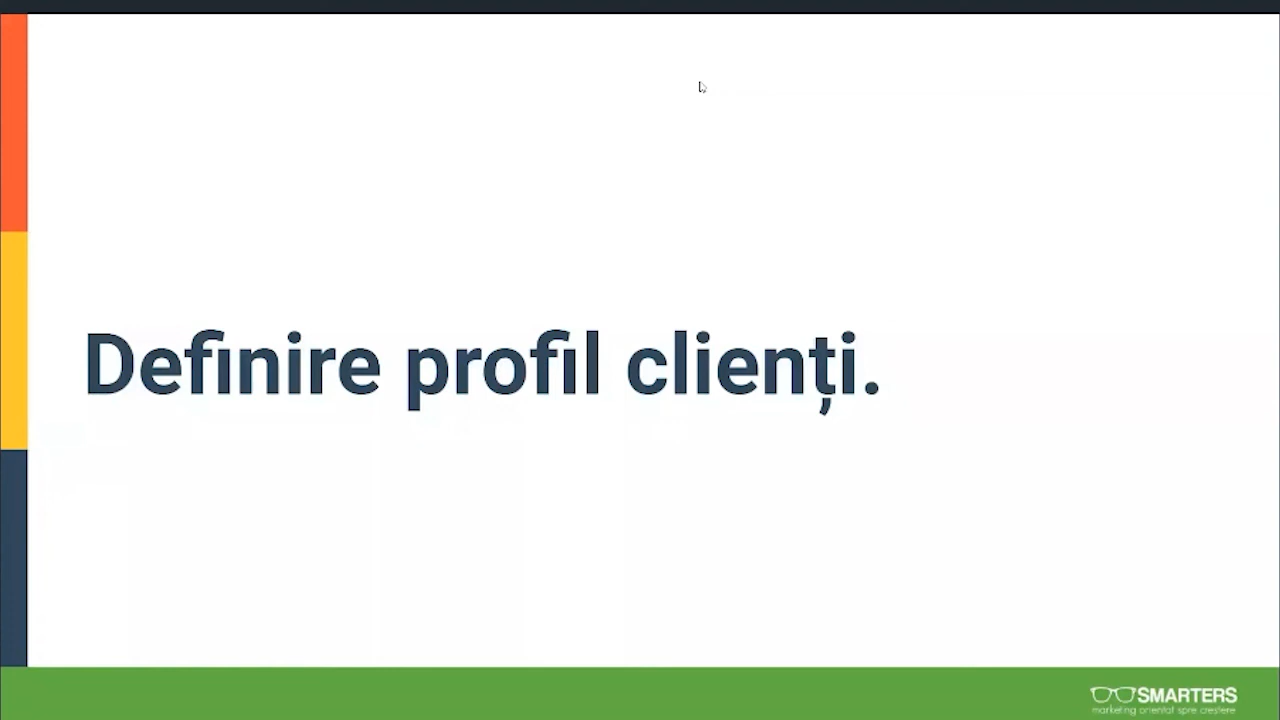 Definire profil clienți.
SMARTERS
marketing orientat spre creștere